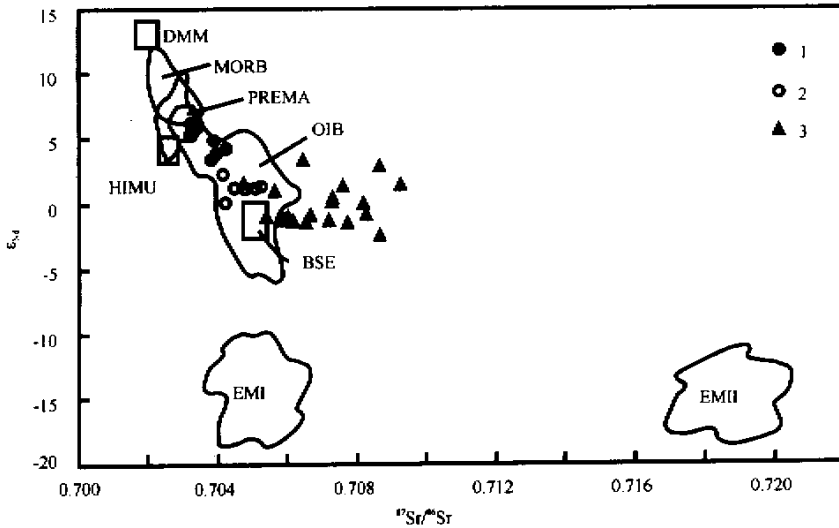 15
10
5
0
-5
-10
-15
-20
ε_Nd
DMM
MORB
PREMA
OIB
HIMU
BSE
EMI
EMII
1
2
3
0.700
0.704
0.708
0.712
0.716
0.720
⁸⁷Sr/⁸⁶Sr